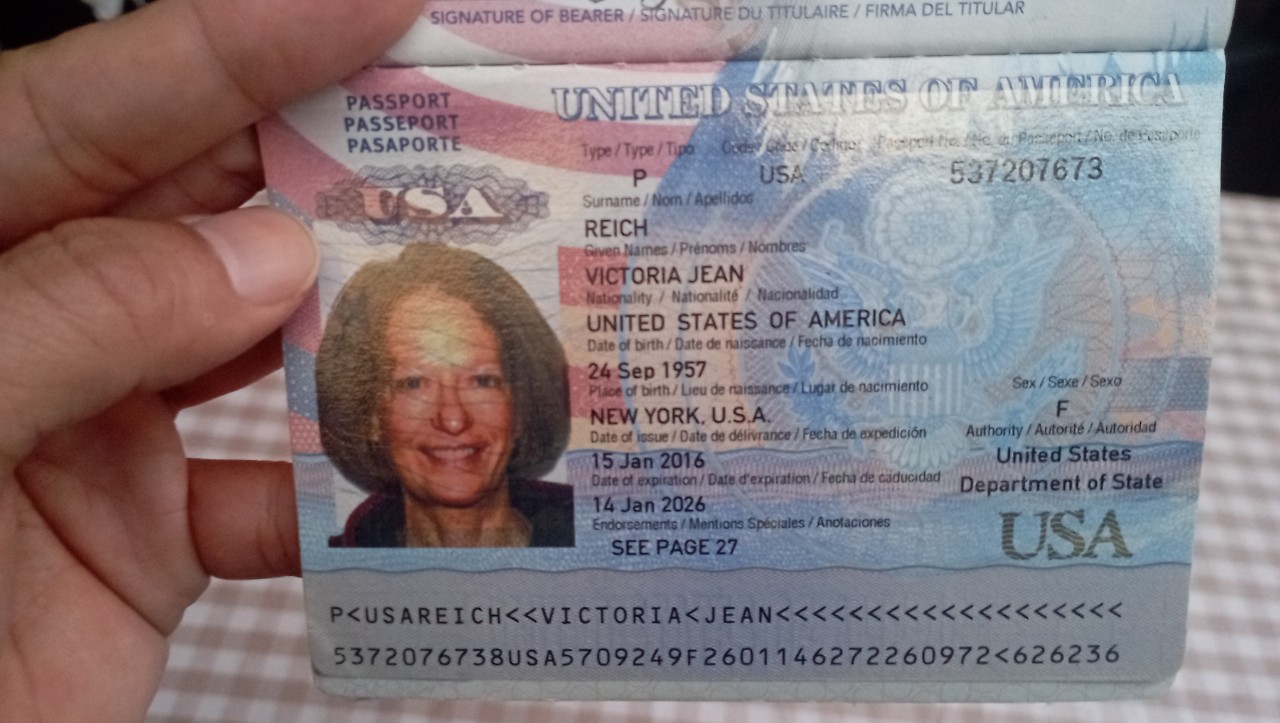 SIGNATURE OF BEARER / SIGNATURE DU TITULAIRE / FIRMA DEL TITULAR
PASSPORT
PASSEPORT
PASAPORTE
UNITED STATES OF AMERICA
Type / Type / Tipo Code / Code / Codigo Passport No. / No. du Passeport / No. de Pasaporte
P USA 537207673
USA
Surname / Nom / Apellidos
REICH
Given Names / Prénoms / Nombres
VICTORIA JEAN
Nationality / Nationalité / Nacionalidad
UNITED STATES OF AMERICA
Date of birth / Date de naissance / Fecha de nacimiento
24 Sep 1957
Place of birth / Lieu de naissance / Lugar de nacimiento
NEW YORK, U.S.A.
Sex / Sexe / Sexo
F
Date of issue / Date de délivrance / Fecha de expedición
15 Jan 2016
Authority / Autorité / Autoridad
United States
Department of State
Date of expiration / Date d'expiration / Fecha de caducidad
14 Jan 2026
Endorsements / Mentions Spéciales / Anotaciones
SEE PAGE 27
USA
P<USAREICH<<VICTORIA<JEAN<<<<<<<<<<<<<<<<<<<
5372076738USA5709249F2601146272260972<626236